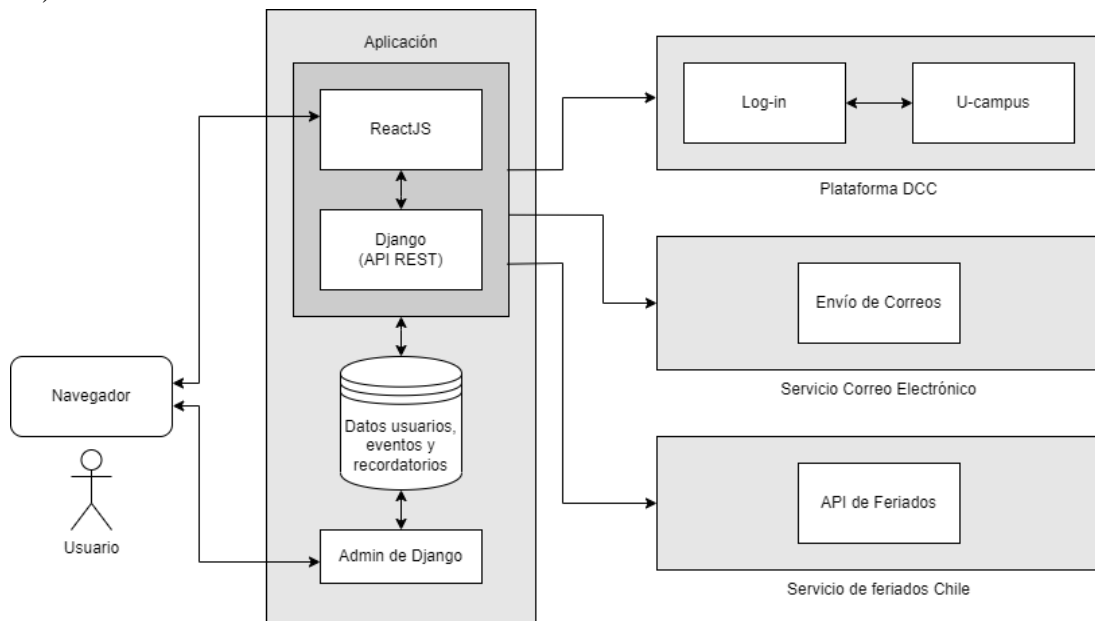 Aplicación
ReactJS
Django
(API REST)
Datos usuarios,
eventos y
recordatorios
Admin de Django
Navegador
Usuario
Log-in
U-campus
Plataforma DCC
Envío de Correos
Servicio Correo Electrónico
API de Feriados
Servicio de feriados Chile